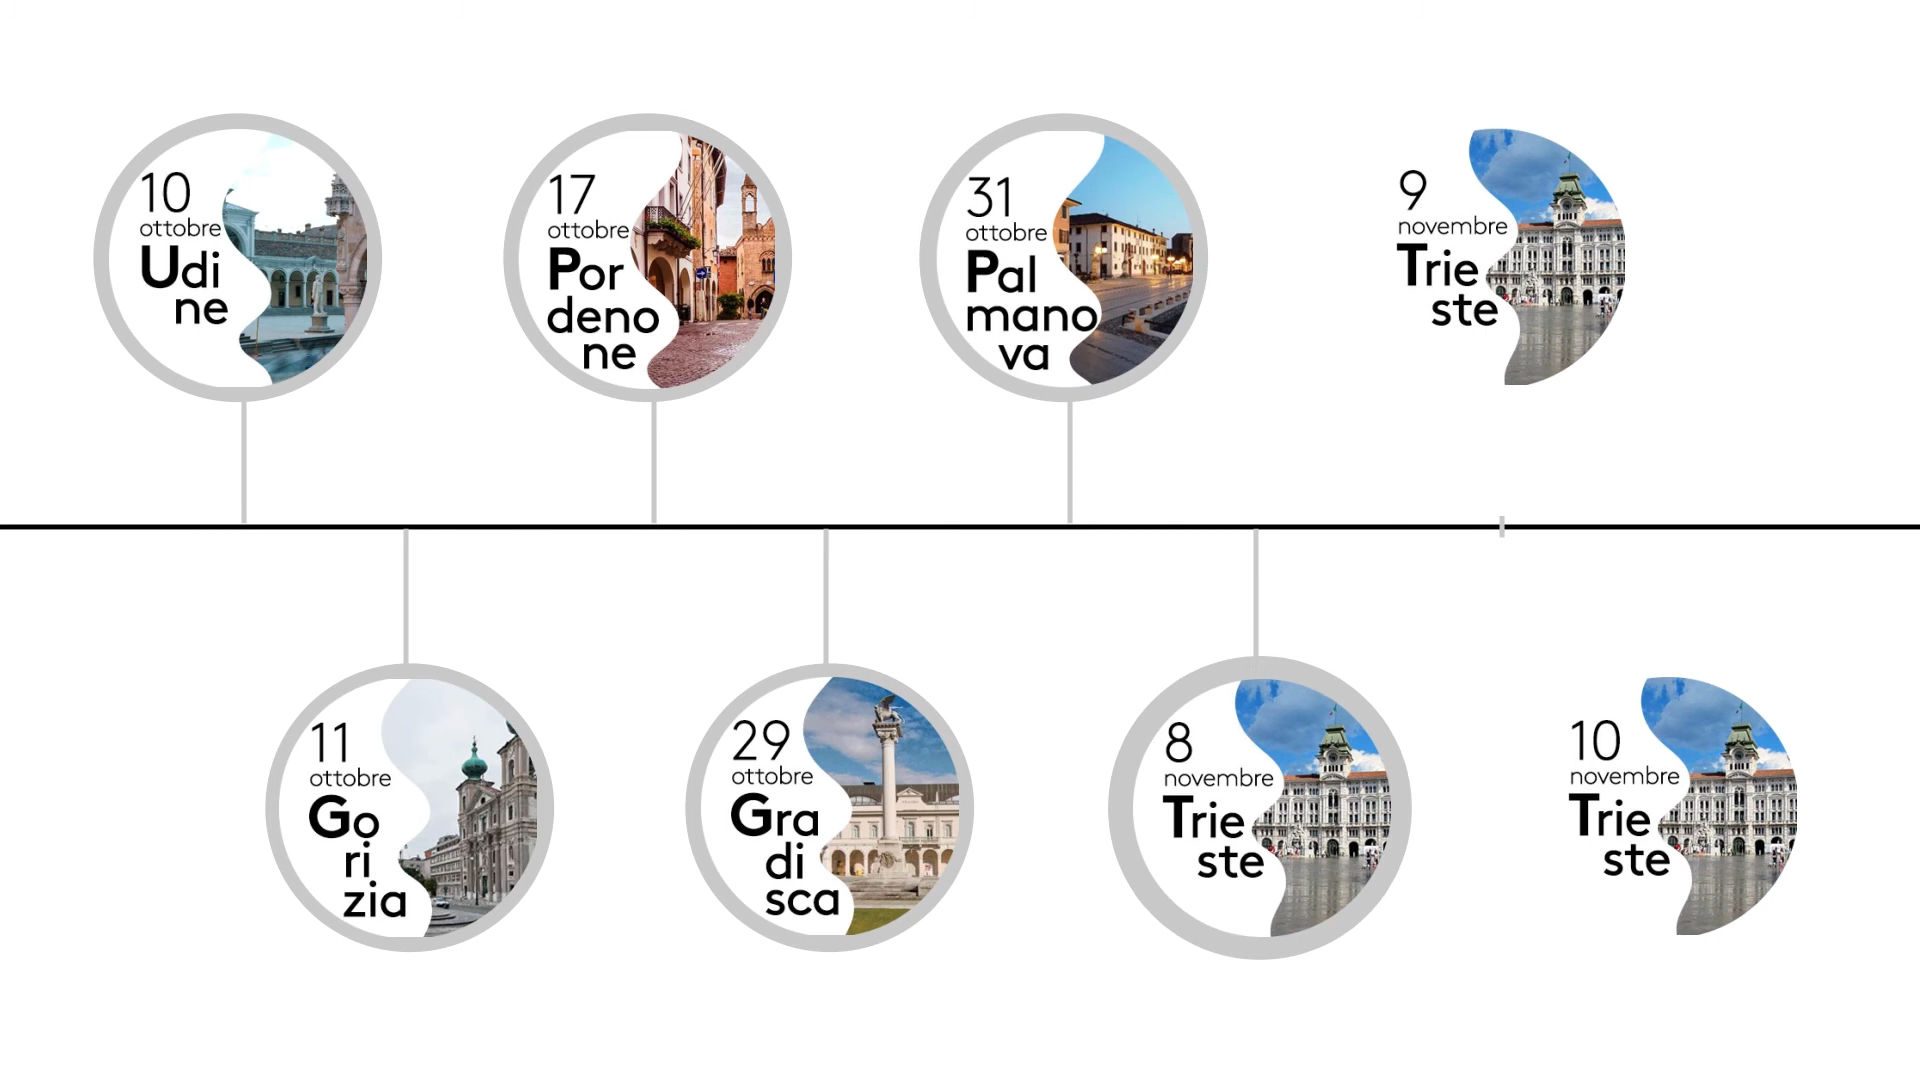 10
ottobre
Udi
ne
17
ottobre
Por
deno
ne
31
ottobre
Pal
mano
va
9
novembre
Trie
ste
11
ottobre
Go
ri
zia
29
ottobre
Gra
di
sca
8
novembre
Trie
ste
10
novembre
Trie
ste